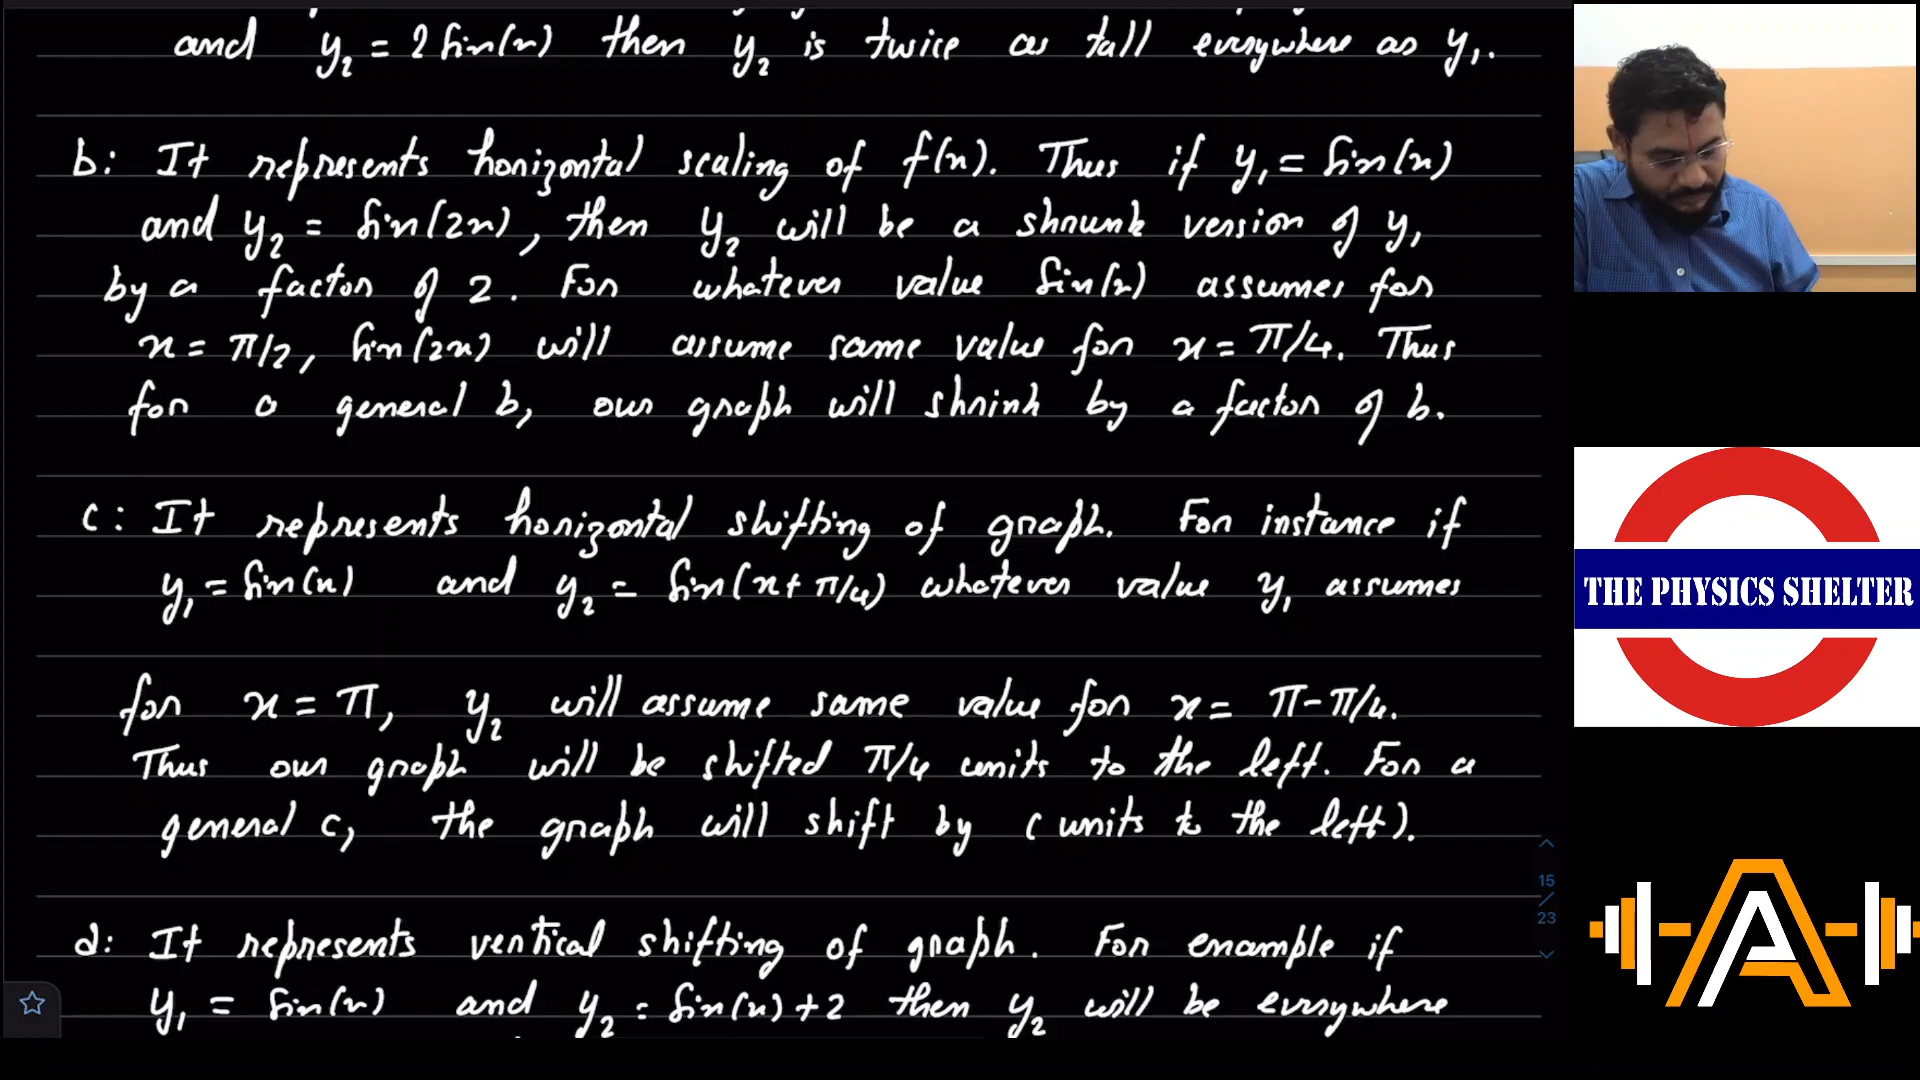 and y₂ = 2 Sin(x) then y₂ is twice as tall everywhere as y₁.
b: It represents horizontal scaling of f(x). Thus if y₁ = Sin(x)
and y₂ = Sin(2x), then y₂ will be a shrunk version of y₁
by a factor of 2. For whatever value Sin(x) assumes for
x = π/2, Sin(2x) will assume same value for x = π/4. Thus
for a general b, our graph will shrink by a factor of b.
c: It represents horizontal shifting of graph. For instance if
y₁ = Sin(x) and y₂ = Sin(x + π/4) whatever value y₁ assumes
for x = π, y₂ will assume same value for x = π - π/4.
Thus our graph will be shifted π/4 units to the left. For a
general c, the graph will shift by c units to the left).
d: It represents vertical shifting of graph. For example if
y₁ = Sin(x) and y₂ = Sin(x) + 2 then y₂ will be everywhere
15
/
23
THE PHYSICS SHELTER
A